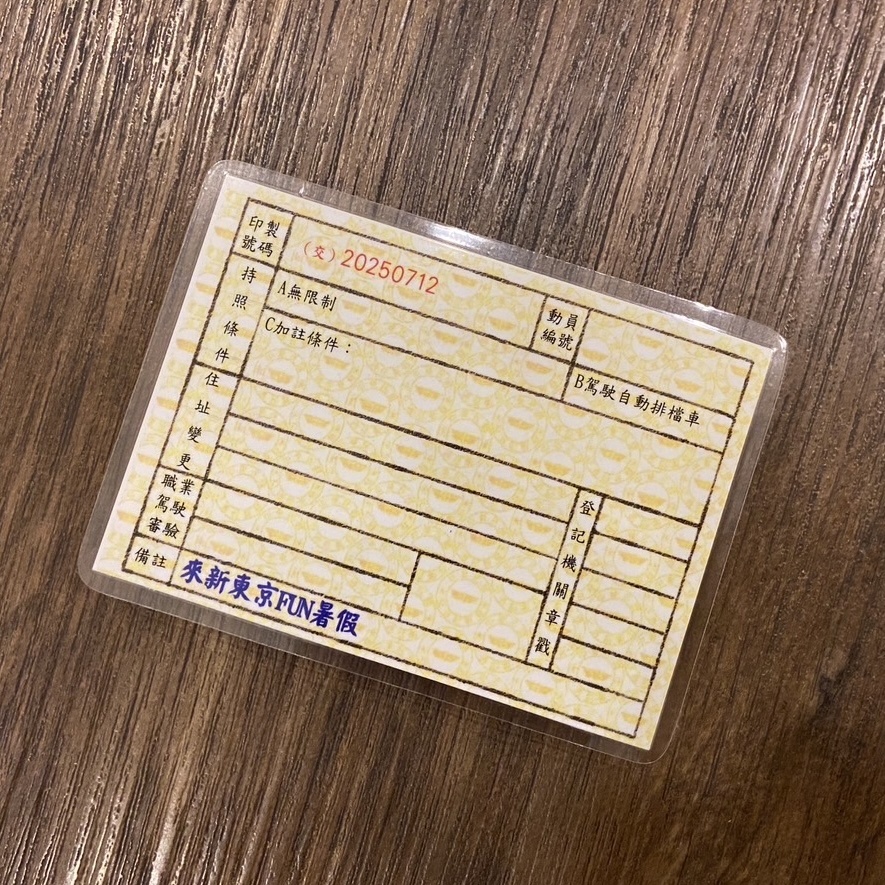 印製
號碼
(交)20250712
動員
編號
持照條件
A無限制
B駕駛自動排檔車
C加註條件：
住址變更
登記機關章戳
職業
駕駛
審驗
備註
來新東京FUN暑假